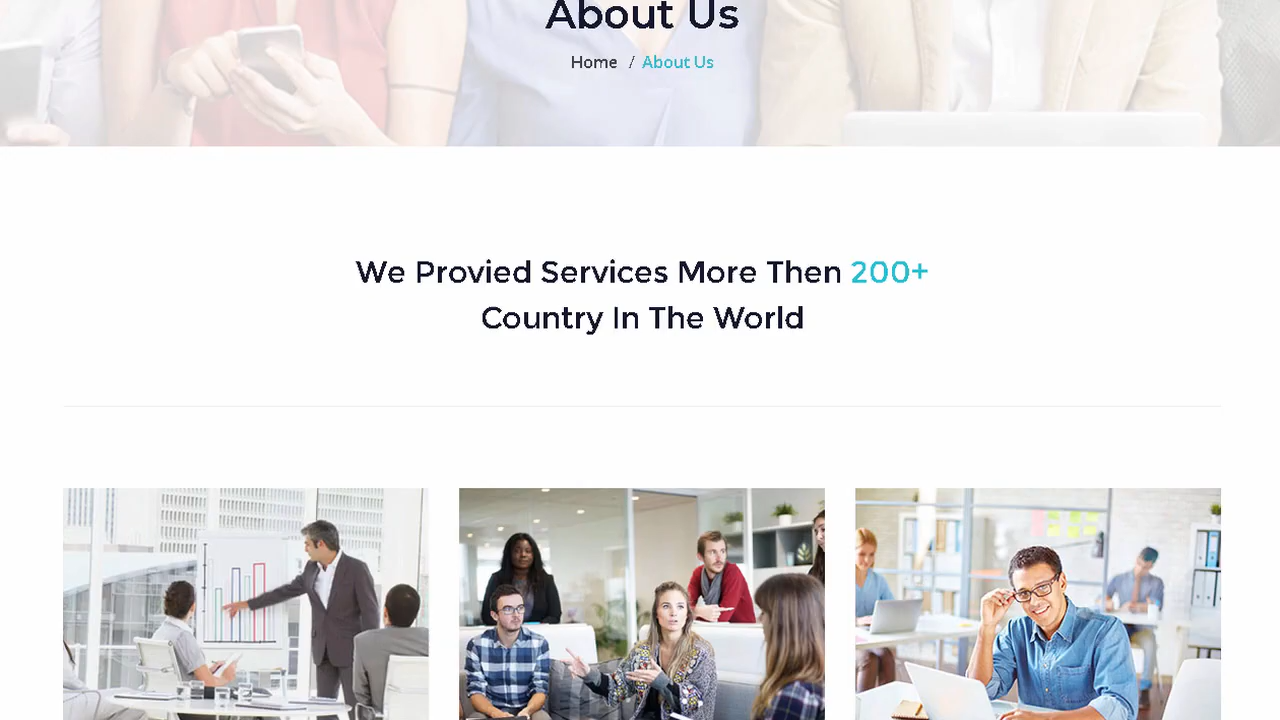 About Us
Home / About Us
We Provied Services More Then 200+
Country In The World